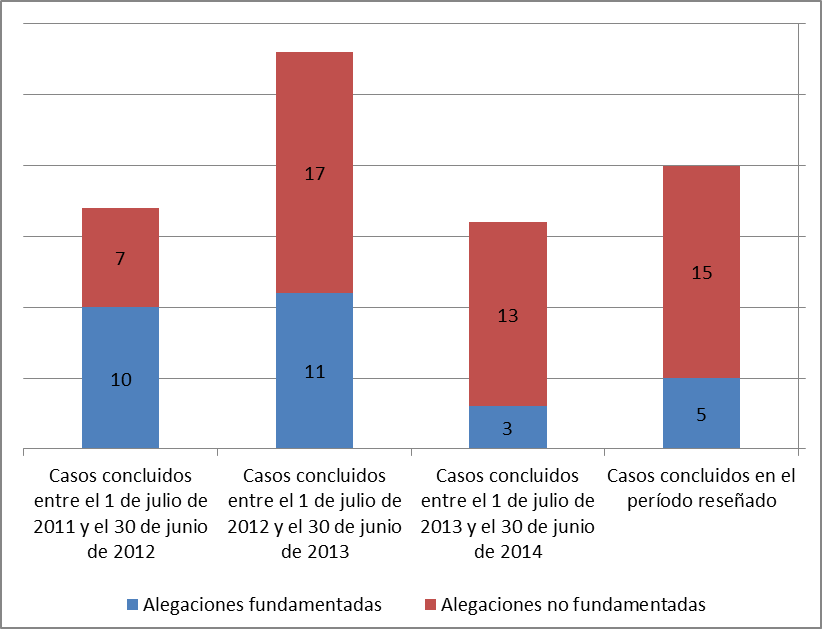 7
10
17
11
13
3
15
5
Casos concluidos
entre el 1 de julio de
2011 y el 30 de junio
de 2012
Casos concluidos
entre el 1 de julio de
2012 y el 30 de junio
de 2013
Casos concluidos
entre el 1 de julio de
2013 y el 30 de junio
de 2014
Casos concluidos en el
período reseñado
Alegaciones fundamentadas
Alegaciones no fundamentadas